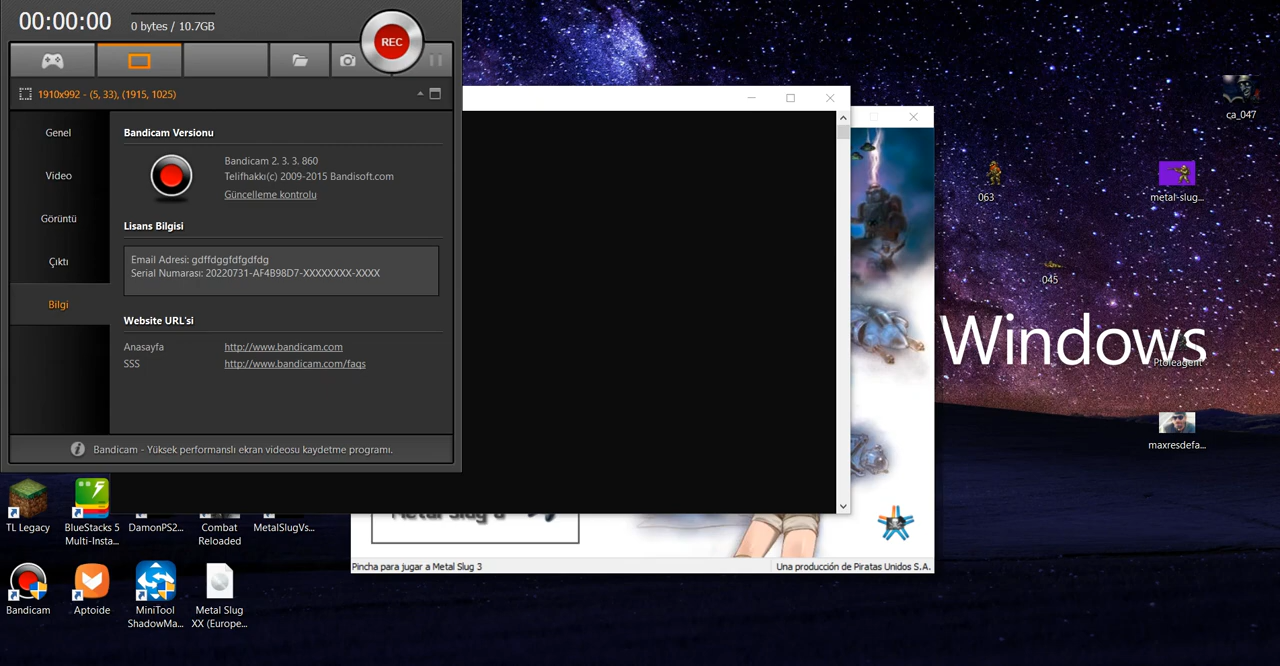 00:00:00
0 bytes / 10.7GB
REC
1910x992 - (5, 33), (1915, 1025)
Genel
Video
Görüntü
Çıktı
Bilgi
Bandicam Versionu
Bandicam 2. 3. 3. 860
Telifhakkı(c) 2009-2015 Bandisoft.com
Güncelleme kontrolu
Lisans Bilgisi
Email Adresi: gdffdggfdfgdfdg
Serial Numarası: 20220731-AF4B98D7-XXXXXXXX-XXXX
Website URL'si
Anasayfa
http://www.bandicam.com
SSS
http://www.bandicam.com/faqs
Bandicam - Yüksek performanslı ekran videosu kaydetme programı.
ca_047
063
metal-slug...
045
Windows
Ptoleagent
maxresdefa...
TL Legacy
BlueStacks 5
Multi-Insta...
DamonPS2...
Combat
Reloaded
MetalSlugVs...
Bandicam
Aptoide
MiniTool
ShadowMa...
Metal Slug
XX (Europe...
Pincha para jugar a Metal Slug 3
Una producción de Piratas Unidos S.A.